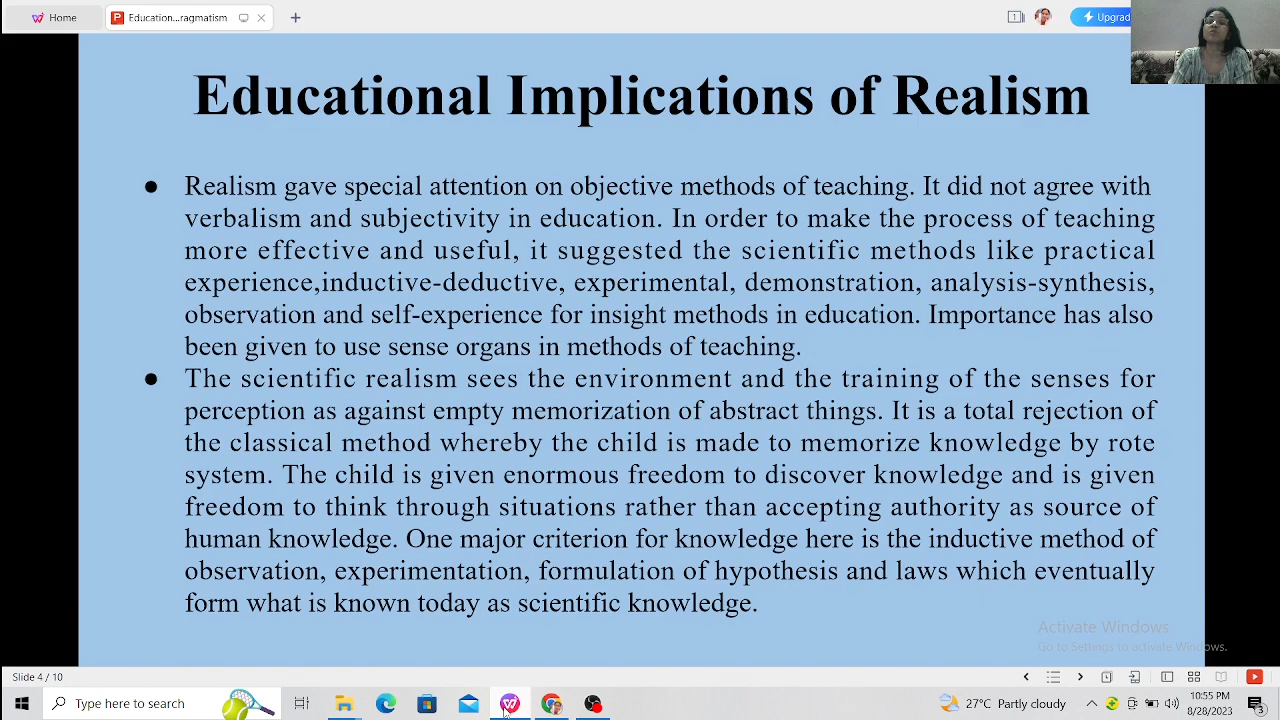 Home
Education...ragmatism
1
Upgrad
Educational Implications of Realism
● Realism gave special attention on objective methods of teaching. It did not agree with
verbalism and subjectivity in education. In order to make the process of teaching
more effective and useful, it suggested the scientific methods like practical
experience,inductive-deductive, experimental, demonstration, analysis-synthesis,
observation and self-experience for insight methods in education. Importance has also
been given to use sense organs in methods of teaching.
● The scientific realism sees the environment and the training of the senses for
perception as against empty memorization of abstract things. It is a total rejection of
the classical method whereby the child is made to memorize knowledge by rote
system. The child is given enormous freedom to discover knowledge and is given
freedom to think through situations rather than accepting authority as source of
human knowledge. One major criterion for knowledge here is the inductive method of
observation, experimentation, formulation of hypothesis and laws which eventually
form what is known today as scientific knowledge.
Activate Windows
Go to Settings to activate Windows.
Slide 4 / 10
Type here to search
27°C Partly cloudy
10:55 PM
8/28/2023
3